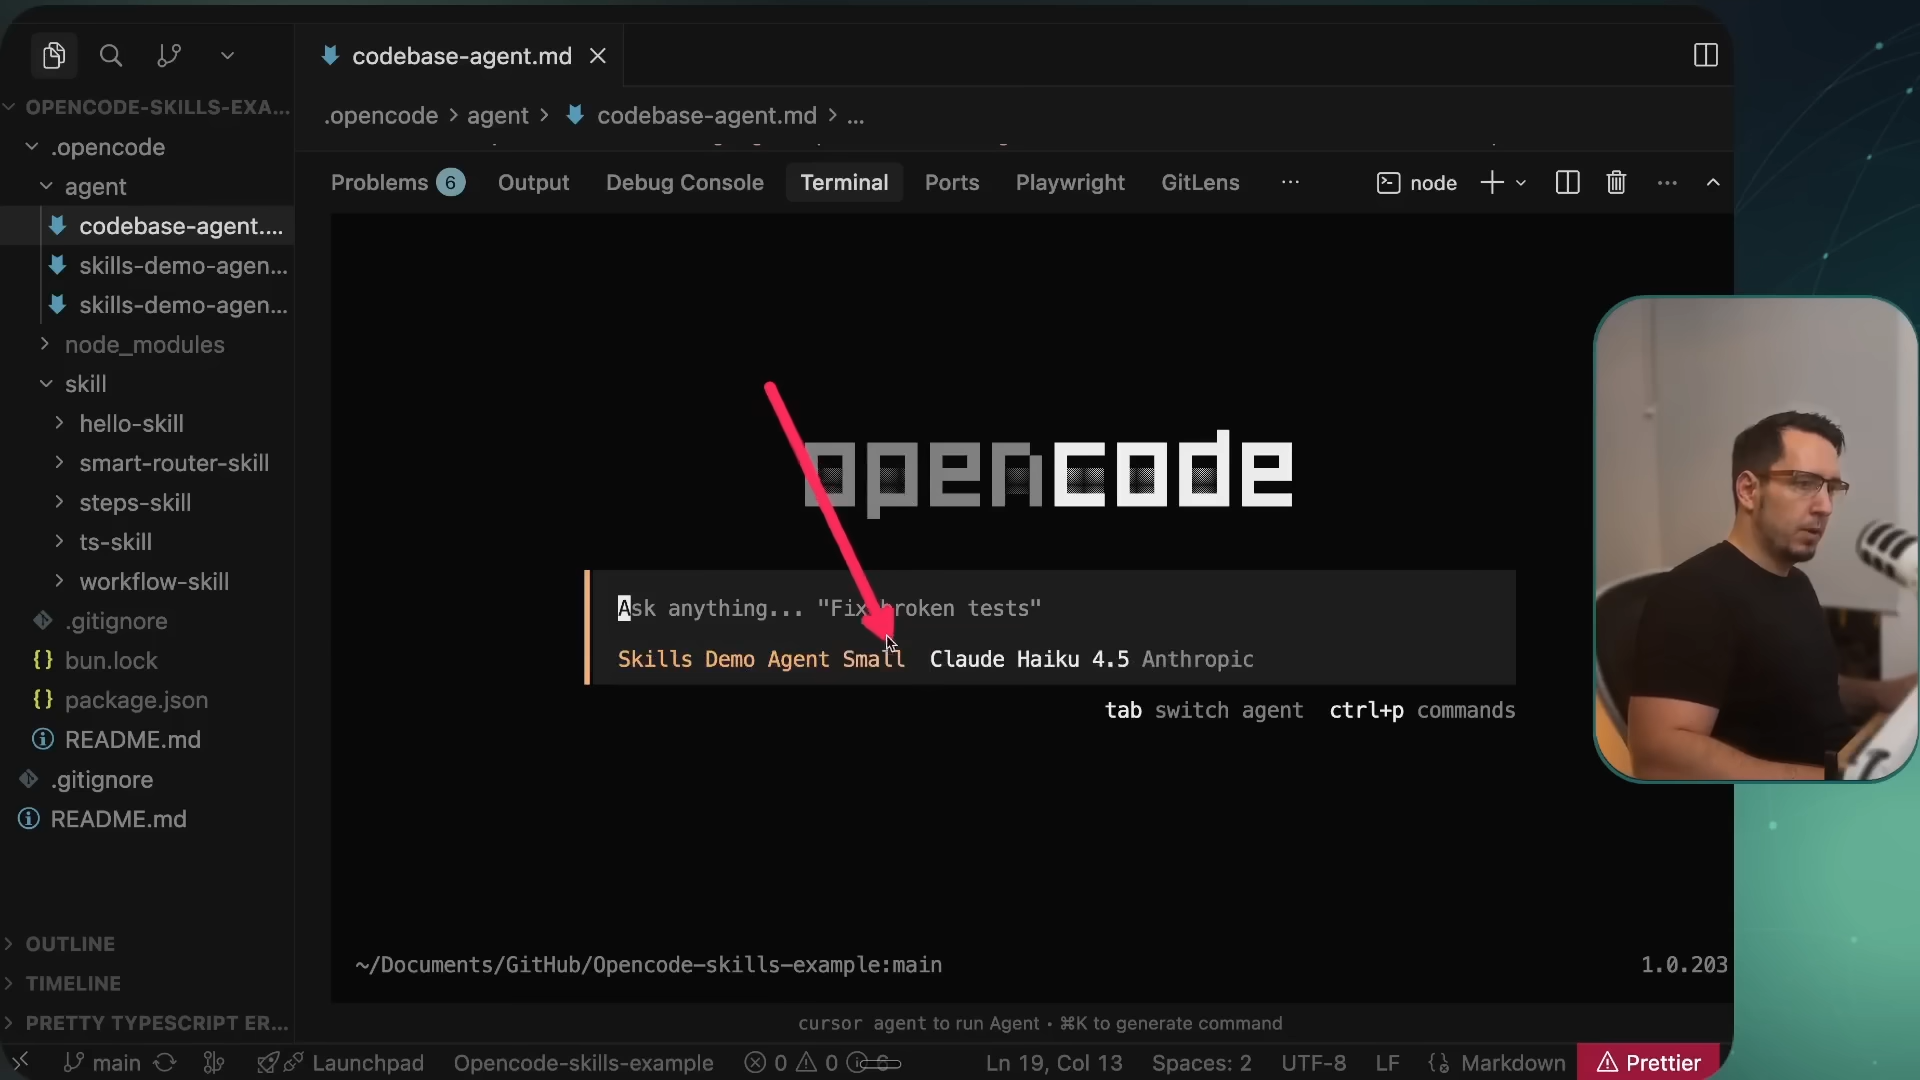 OPENCODE-SKILLS-EXA...
.opencode
agent
codebase-agent....
skills-demo-agen...
skills-demo-agen...
node_modules
skill
hello-skill
smart-router-skill
steps-skill
ts-skill
workflow-skill
.gitignore
bun.lock
package.json
README.md
.gitignore
README.md
OUTLINE
TIMELINE
PRETTY TYPESCRIPT ER...
codebase-agent.md
.opencode > agent > codebase-agent.md > ...
Problems 6 Output Debug Console Terminal Ports Playwright GitLens ... node
opencode
Ask anything... "Fix broken tests"
Skills Demo Agent Small Claude Haiku 4.5 Anthropic
tab switch agent ctrl+p commands
~/Documents/GitHub/Opencode-skills-example:main 1.0.203
cursor agent to run Agent • ⌘K to generate command
main Launchpad Opencode-skills-example 0 0 6 Ln 19, Col 13 Spaces: 2 UTF-8 LF Markdown Prettier